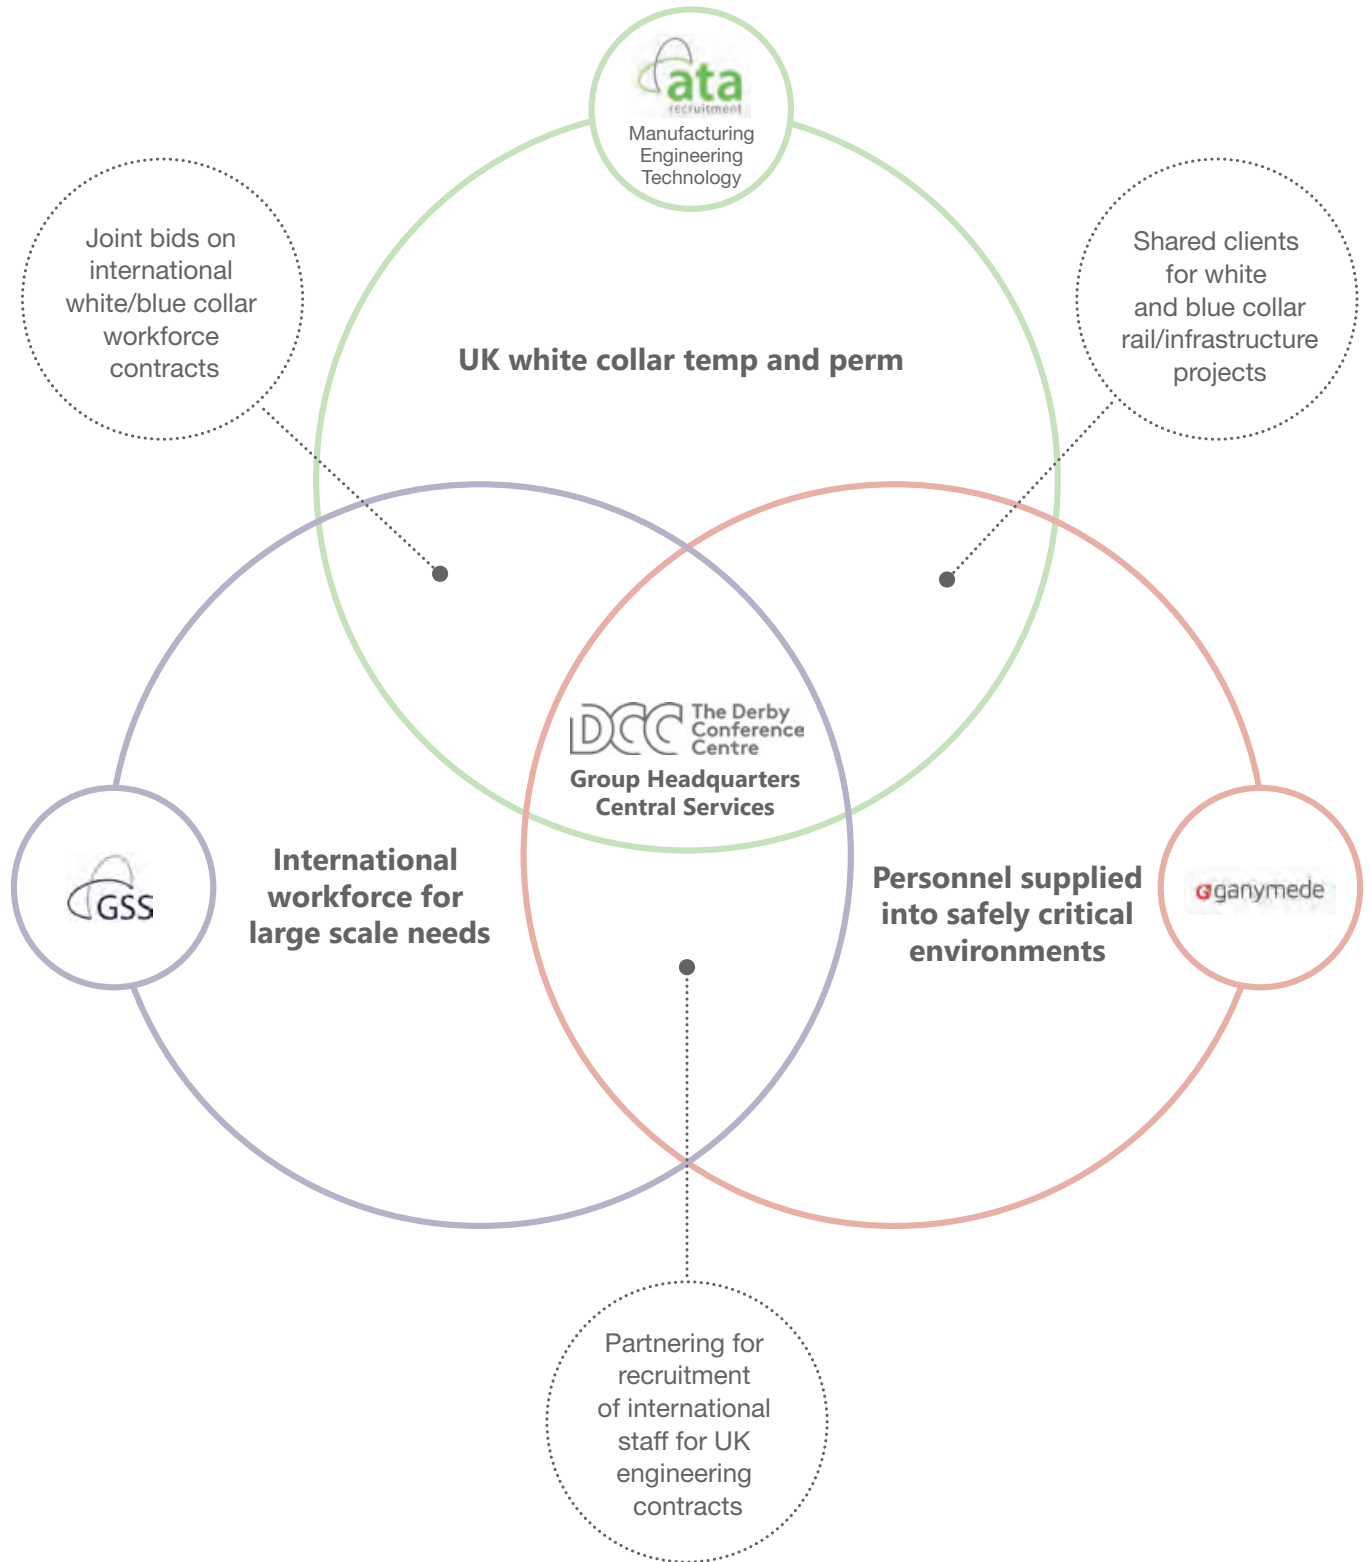 ata
recruitment
Manufacturing
Engineering
Technology
Joint bids on
international
white/blue collar
workforce
contracts
Shared clients
for white
and blue collar
rail/infrastructure
projects
UK white collar temp and perm
DCC The Derby
Conference
Centre
Group Headquarters
Central Services
GSS
International
workforce for
large scale needs
Personnel supplied
into safely critical
environments
ganymede
Partnering for
recruitment
of international
staff for UK
engineering
contracts